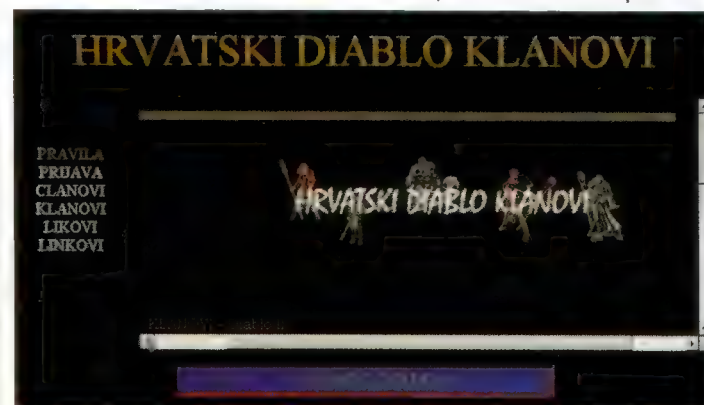 HRVATSKI DIABLO KLANOVI
PRAVILA
PRIJAVA
CLANOVI
KLANOVI
LIKOVI
LINKOVI
HRVATSKI DIABLO KLANOVI